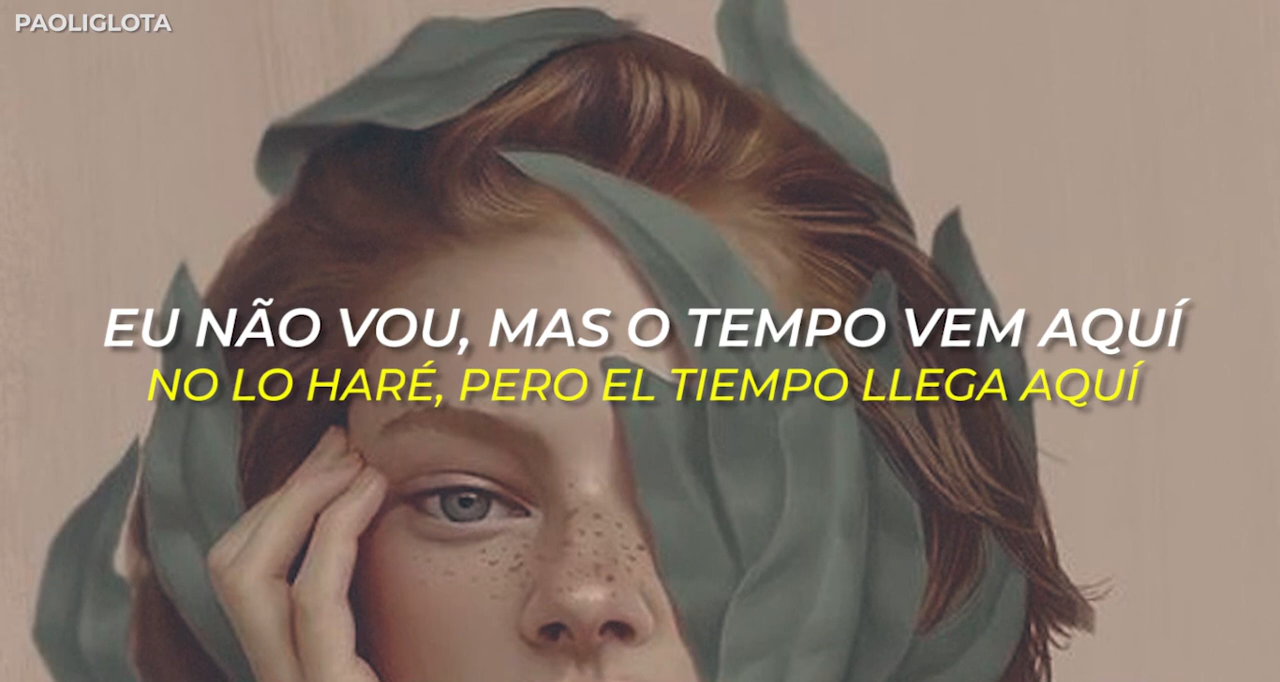 PAOLIGLOTA
EU NÃO VOU, MAS O TEMPO VEM AQUÍ
NO LO HARÉ, PERO EL TIEMPO LLEGA AQUÍ